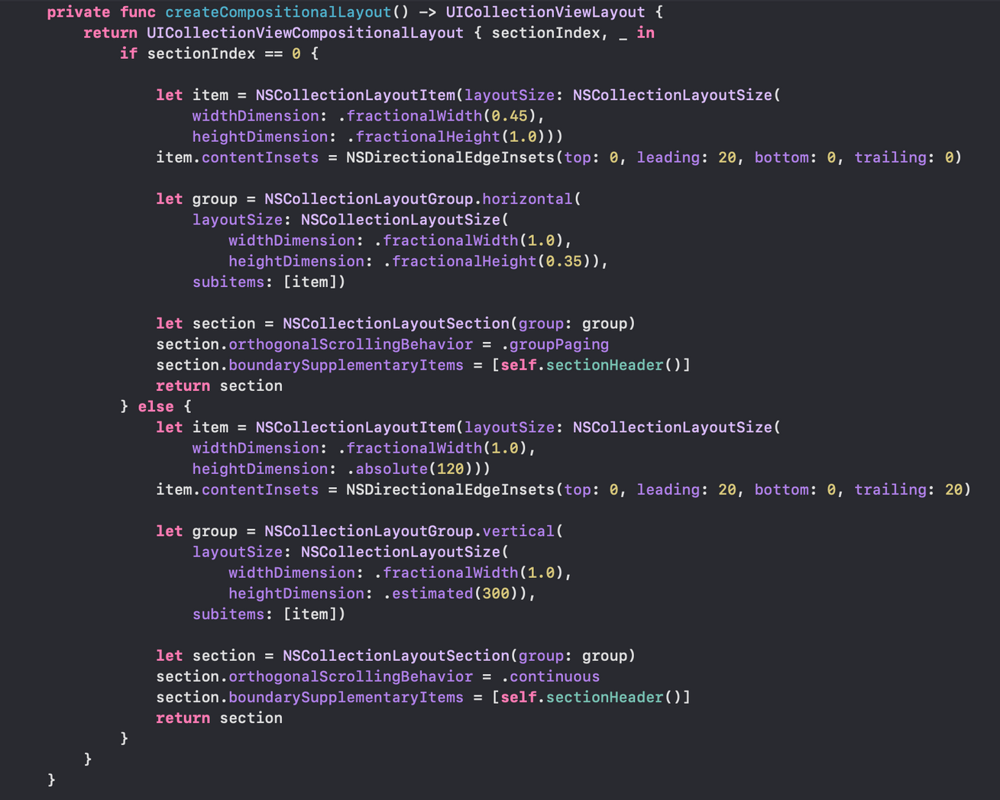 private func createCompositionalLayout() -> UICollectionViewLayout {
return UICollectionViewCompositionalLayout { sectionIndex, _ in
if sectionIndex == 0 {
let item = NSCollectionLayoutItem(layoutSize: NSCollectionLayoutSize(
widthDimension: .fractionalWidth(0.45),
heightDimension: .fractionalHeight(1.0)))
item.contentInsets = NSDirectionalEdgeInsets(top: 0, leading: 20, bottom: 0, trailing: 0)
let group = NSCollectionLayoutGroup.horizontal(
layoutSize: NSCollectionLayoutSize(
widthDimension: .fractionalWidth(1.0),
heightDimension: .fractionalHeight(0.35)),
subitems: [item])
let section = NSCollectionLayoutSection(group: group)
section.orthogonalScrollingBehavior = .groupPaging
section.boundarySupplementaryItems = [self.sectionHeader()]
return section
} else {
let item = NSCollectionLayoutItem(layoutSize: NSCollectionLayoutSize(
widthDimension: .fractionalWidth(1.0),
heightDimension: .absolute(120)))
item.contentInsets = NSDirectionalEdgeInsets(top: 0, leading: 20, bottom: 0, trailing: 20)
let group = NSCollectionLayoutGroup.vertical(
layoutSize: NSCollectionLayoutSize(
widthDimension: .fractionalWidth(1.0),
heightDimension: .estimated(300)),
subitems: [item])
let section = NSCollectionLayoutSection(group: group)
section.orthogonalScrollingBehavior = .continuous
section.boundarySupplementaryItems = [self.sectionHeader()]
return section
}
}
}